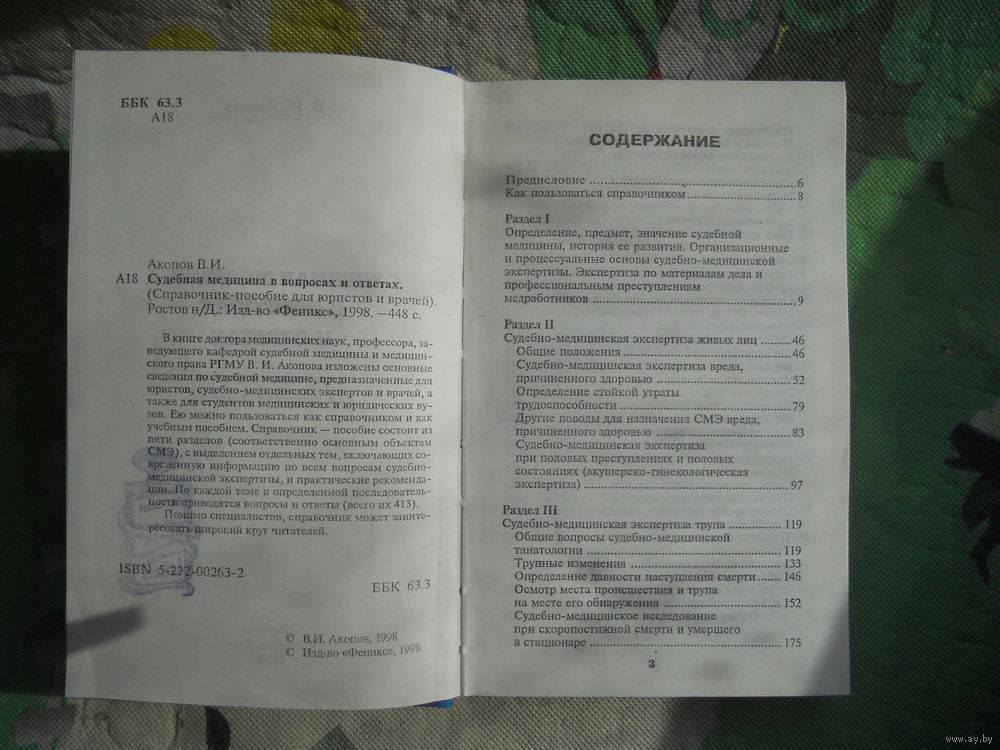 ББК 63.3
А18
Акопов В.И.
А18 Судебная медицина в вопросах и ответах.
(Справочник-пособие для юристов и врачей).
Ростов н/Д.: Изд-во «Феникс», 1998. —448 с.
В книге доктора медицинских наук, профессора, за-
ведующего кафедрой судебной медицины и медицин-
ского права РГМУ В. И. Акопова изложены основные
сведения по судебной медицине, предназначенные для
юристов, судебно-медицинских экспертов и врачей, а
также для студентов медицинских и юридических ву-
зов. Ею можно пользоваться как справочником и как
учебным пособием. Справочник — пособие состоит из
пяти разделов (соответственно основным объектам
СМЭ), с выделением отдельных тем, включающих со-
временную информацию по всем вопросам судебно-
медицинской экспертизы, и практические рекоменда-
ции. По каждой теме в определенной последователь-
ности приводятся вопросы и ответы (всего их 413).
Помимо специалистов, справочник может заинте-
ресовать широкий круг читателей.
ISBN 5-222-00263-2
ББК 63.3
© В.И. Акопов, 1998
© Изд-во «Феникс», 1998
СОДЕРЖАНИЕ
Предисловие ........ 6
Как пользоваться справочником ........ 8
Раздел I
Определение, предмет, значение судебной
медицины, история ее развития. Организационные
и процессуальные основы судебно-медицинской
экспертизы. Экспертиза по материалам дела и
профессиональным преступлениям
медработников ........ 9
Раздел II
Судебно-медицинская экспертиза живых лиц ........ 46
Общие положения ........ 46
Судебно-медицинская экспертиза вреда,
причиненного здоровью ........ 52
Определение стойкой утраты
трудоспособности ........ 79
Другие поводы для назначения СМЭ вреда,
причиненного здоровью ........ 83
Судебно-медицинская экспертиза
при половых преступлениях и половых
состояниях (акушерско-гинекологическая
экспертиза) ........ 97
Раздел III
Судебно-медицинская экспертиза трупа ........ 119
Общие вопросы судебно-медицинской
танатологии ........ 119
Трупные изменения ........ 133
Определение давности наступления смерти ...... 146
Осмотр места происшествия и трупа
на месте его обнаружения ........ 152
Судебно-медицинское исследование
при скоропостижной смерти и умершего
в стационаре ........ 175
3
www.ay.by